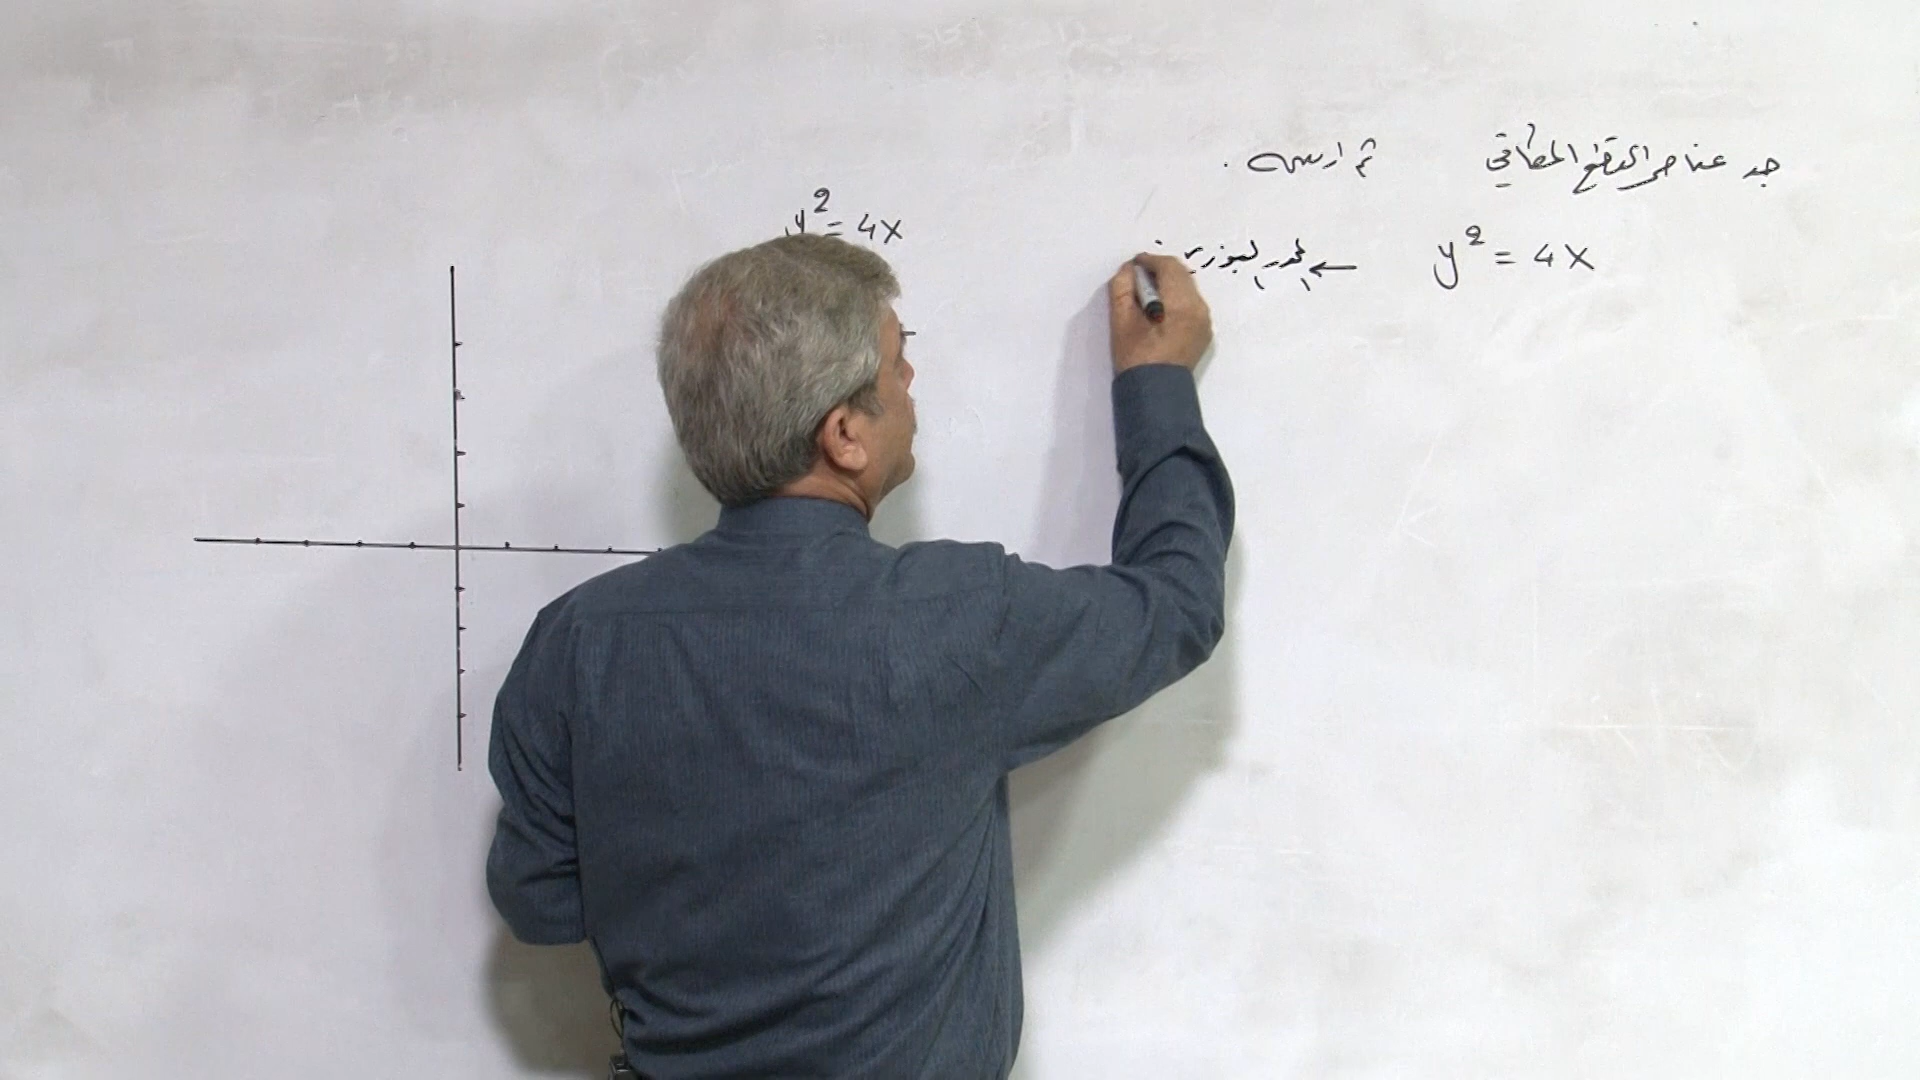 جد عناصر القطع المكافئ ثم ارسمه .
y² = 4x ←
y² = 4x